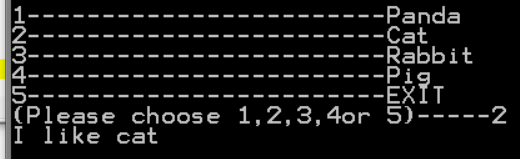 1-----------------------Panda
2-----------------------Cat
3-----------------------Rabbit
4-----------------------Pig
5-----------------------EXIT
(Please choose 1,2,3,4or 5)-----2
I like cat